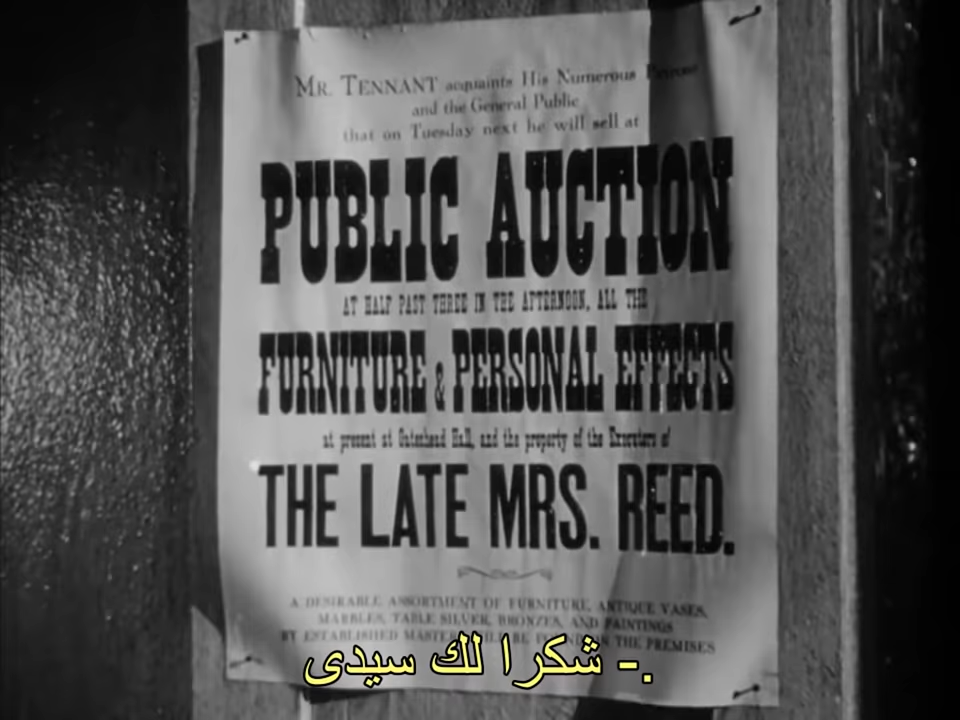 MR. TENNANT acquaints His Numerous
and the General Public
that on Tuesday next he will sell at
PUBLIC AUCTION
AT HALF PAST THREE IN THE AFTERNOON, ALL THE
FURNITURE & PERSONAL EFFECTS
at present at Gateshead Hall, and the property of the Executors of
THE LATE MRS. REED.
A DESIRABLE ASSORTMENT OF FURNITURE, ANTIQUE VASES,
MARBLES, TABLE SILVER, BRONZES, AND PAINTINGS
BY ESTABLISHED THE PREMISES
- شكرا لك سيدى.